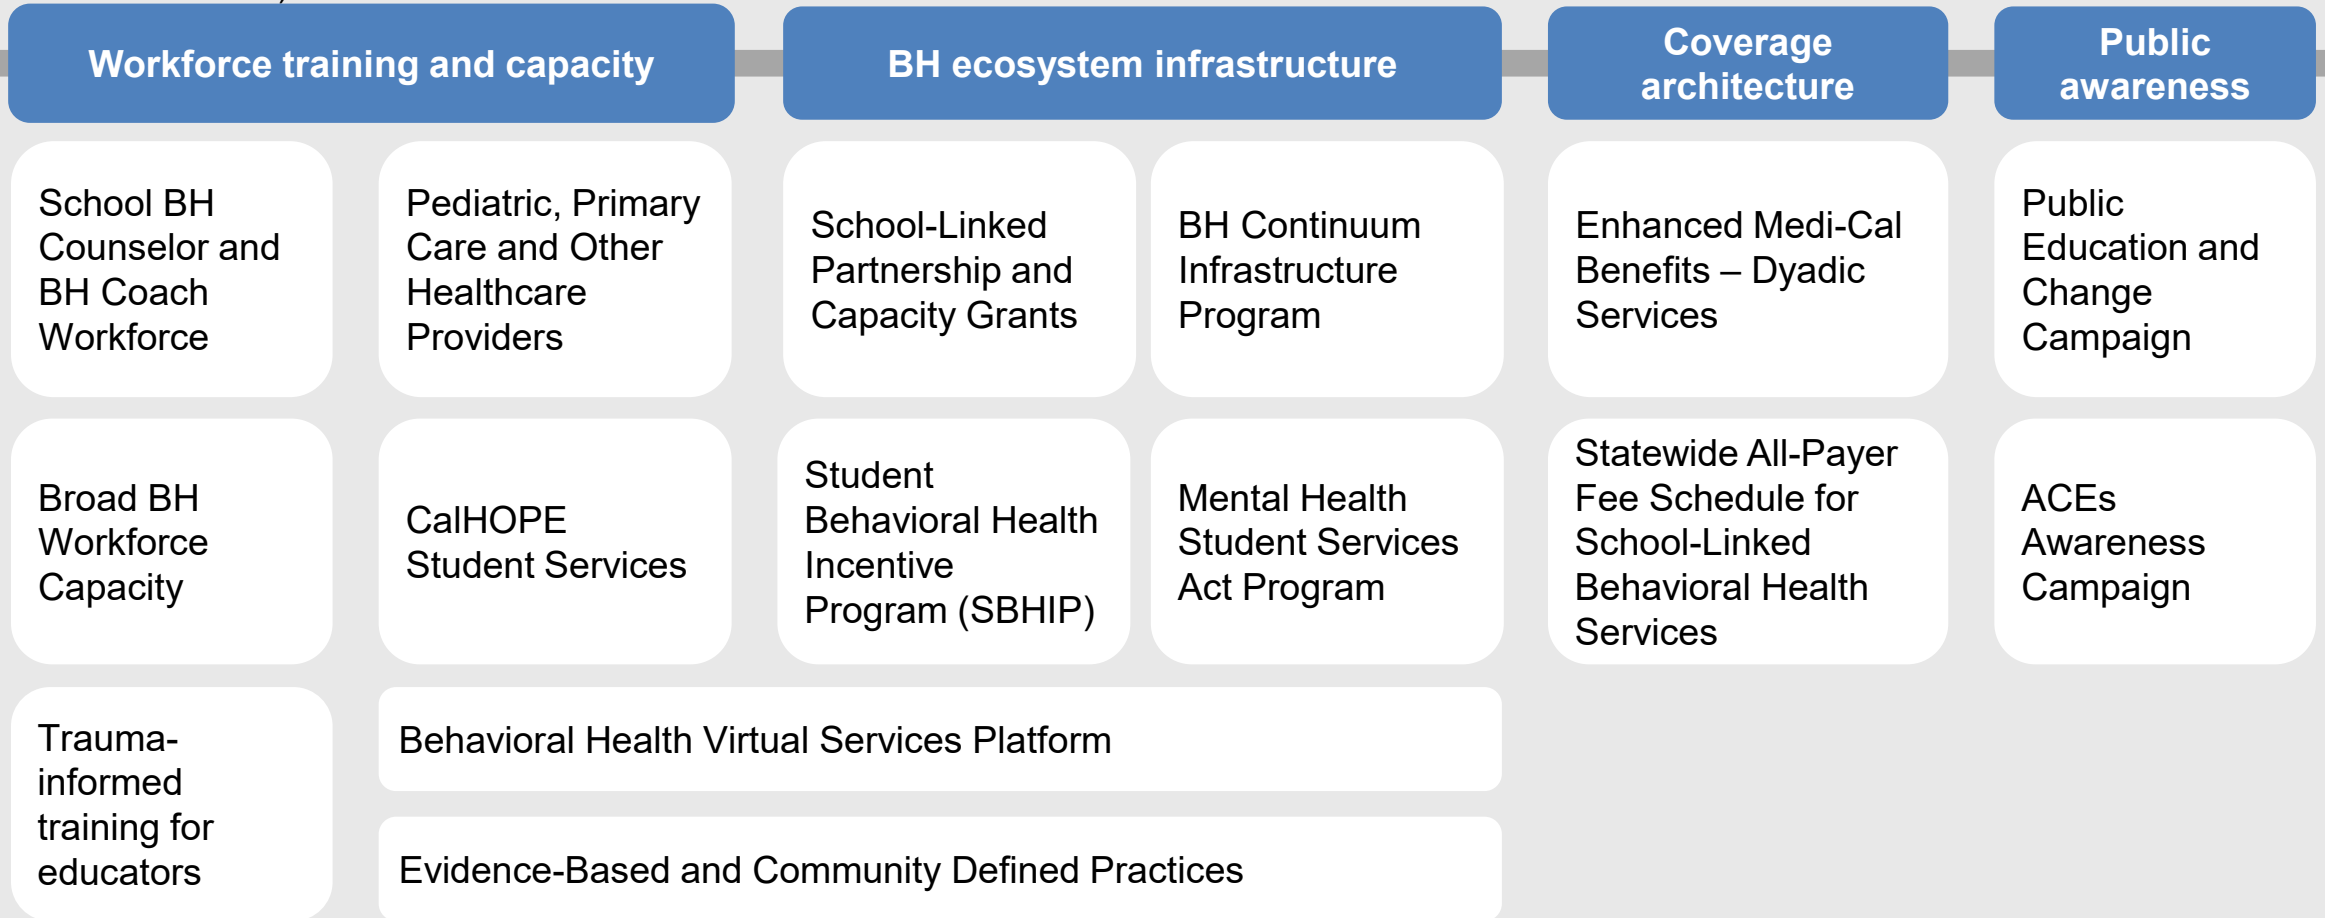 Workforce training and capacity
BH ecosystem infrastructure
Coverage
architecture
Public
awareness
School BH
Counselor and
BH Coach
Workforce
Pediatric, Primary
Care and Other
Healthcare
Providers
School-Linked
Partnership and
Capacity Grants
BH Continuum
Infrastructure
Program
Enhanced Medi-Cal
Benefits – Dyadic
Services
Public
Education and
Change
Campaign
Broad BH
Workforce
Capacity
CalHOPE
Student Services
Student
Behavioral Health
Incentive
Program (SBHIP)
Mental Health
Student Services
Act Program
Statewide All-Payer
Fee Schedule for
School-Linked
Behavioral Health
Services
ACEs
Awareness
Campaign
Trauma-
informed
training for
educators
Behavioral Health Virtual Services Platform
Evidence-Based and Community Defined Practices